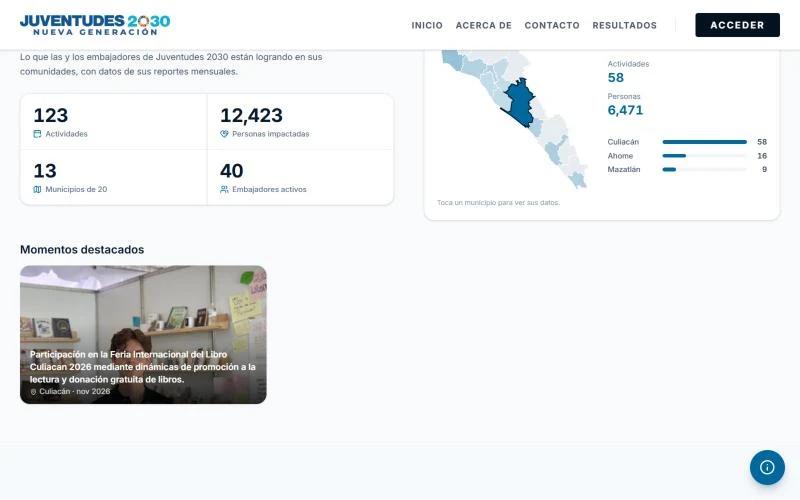 JUVENTUDES 2030
NUEVA GENERACIÓN
INICIO
ACERCA DE
CONTACTO
RESULTADOS
ACCEDER
Lo que las y los embajadores de Juventudes 2030 están logrando en sus
comunidades, con datos de sus reportes mensuales.
123
Actividades
12,423
Personas impactadas
13
Municipios de 20
40
Embajadores activos
Actividades
58
Personas
6,471
Culiacán 58
Ahome 16
Mazatlán 9
Toca un municipio para ver sus datos.
Momentos destacados
Participación en la Feria Internacional del Libro
Culiacan 2026 mediante dinámicas de promoción a la
lectura y donación gratuita de libros.
Culiacán · nov 2026